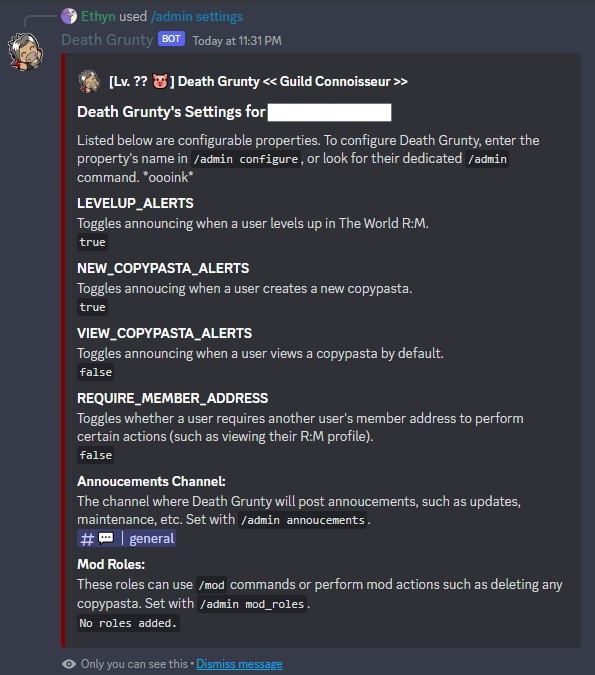 Ethyn used /admin settings
Death Grunty BOT Today at 11:31 PM
[Lv. ?? 🐷 ] Death Grunty << Guild Connoisseur >>
Death Grunty's Settings for
Listed below are configurable properties. To configure Death Grunty, enter the
property's name in /admin configure, or look for their dedicated /admin
command. *oooink*
LEVELUP_ALERTS
Toggles announcing when a user levels up in The World R:M.
true
NEW_COPYPASTA_ALERTS
Toggles annoucing when a user creates a new copypasta.
true
VIEW_COPYPASTA_ALERTS
Toggles announcing when a user views a copypasta by default.
false
REQUIRE_MEMBER_ADDRESS
Toggles whether a user requires another user's member address to perform
certain actions (such as viewing their R:M profile).
false
Annoucements Channel:
The channel where Death Grunty will post annoucements, such as updates,
maintenance, etc. Set with /admin annoucements.
# 💬 | general
Mod Roles:
These roles can use /mod commands or perform mod actions such as deleting any
copypasta. Set with /admin mod_roles.
No roles added.
Only you can see this • Dismiss message